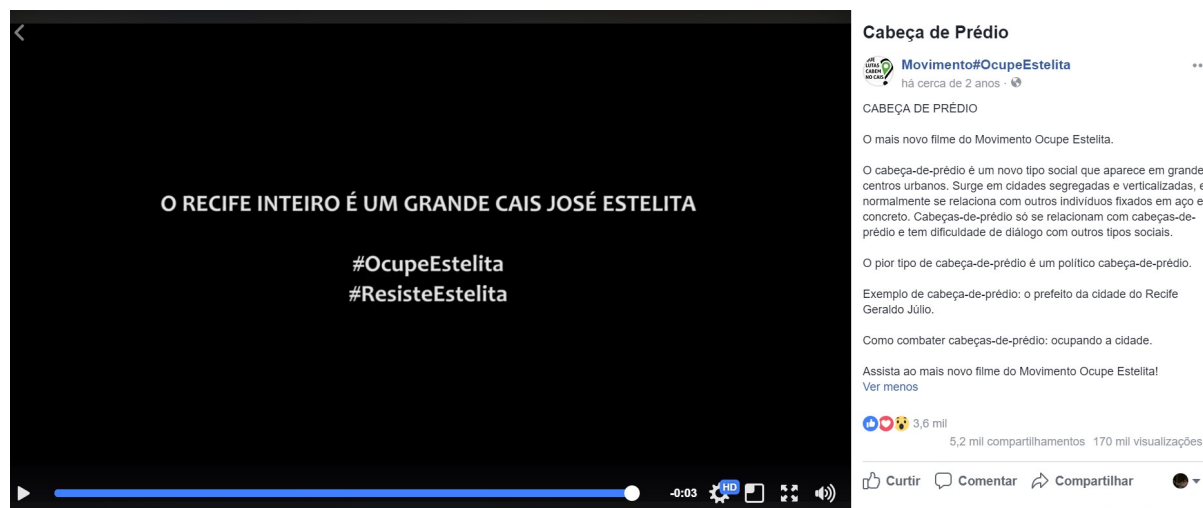 O RECIFE INTEIRO É UM GRANDE CAIS JOSÉ ESTELITA
#OcupeEstelita
#ResisteEstelita
-0:03
HD
Cabeça de Prédio
QUE
LUTAS
CABEM
NO CAIS
Movimento#OcupeEstelita
há cerca de 2 anos ·
CABEÇA DE PRÉDIO
O mais novo filme do Movimento Ocupe Estelita.
O cabeça-de-prédio é um novo tipo social que aparece em grande
centros urbanos. Surge em cidades segregadas e verticalizadas, e
normalmente se relaciona com outros indivíduos fixados em aço e
concreto. Cabeças-de-prédio só se relacionam com cabeças-de-
prédio e tem dificuldade de diálogo com outros tipos sociais.
O pior tipo de cabeça-de-prédio é um político cabeça-de-prédio.
Exemplo de cabeça-de-prédio: o prefeito da cidade do Recife
Geraldo Júlio.
Como combater cabeças-de-prédio: ocupando a cidade.
Assista ao mais novo filme do Movimento Ocupe Estelita!
Ver menos
3,6 mil
5,2 mil compartilhamentos 170 mil visualizações
Curtir Comentar Compartilhar